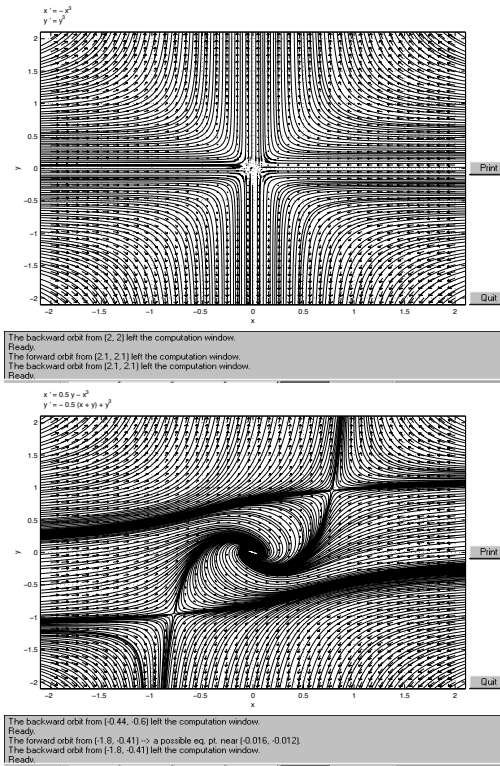 x ' = − x³
y ' = y³
2
1.5
1
0.5
0
−0.5
−1
−1.5
−2
y
−2 −1.5 −1 −0.5 0 0.5 1 1.5 2
x
Print
Quit
The backward orbit from (2, 2) left the computation window.
Ready.
The forward orbit from (2.1, 2.1) left the computation window.
The backward orbit from (2.1, 2.1) left the computation window.
Ready.
x ' = 0.5 y − x³
y ' = − 0.5 (x + y) + y³
2
1.5
1
0.5
0
−0.5
−1
−1.5
−2
y
−2 −1.5 −1 −0.5 0 0.5 1 1.5 2
x
Print
Quit
The backward orbit from (-0.44, -0.6) left the computation window.
Ready.
The forward orbit from (-1.8, -0.41) --> a possible eq. pt. near (-0.016, -0.012).
The backward orbit from (-1.8, -0.41) left the computation window.
Ready.